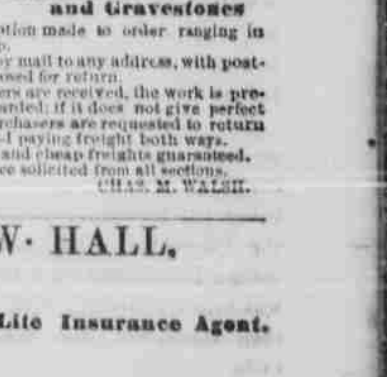 and Gravestones
ption made to order ranging in
p.
y mail to any address, with post-
osed for return.
ers are received, the work is pre-
anted; if it does not give perfect
rchasers are requested to return
I paying freight both ways.
and cheap freights guaranteed.
ce solicited from all sections.
CHAS. M. WALSH.
W. HALL,
Life Insurance Agent.